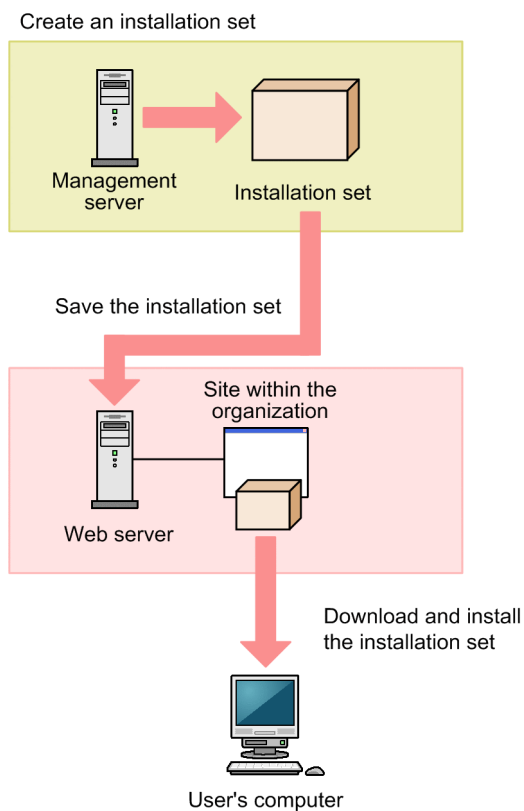 Create an installation set
Management
server
Installation set
Save the installation set
Site within the
organization
Web server
Download and install
the installation set
User's computer